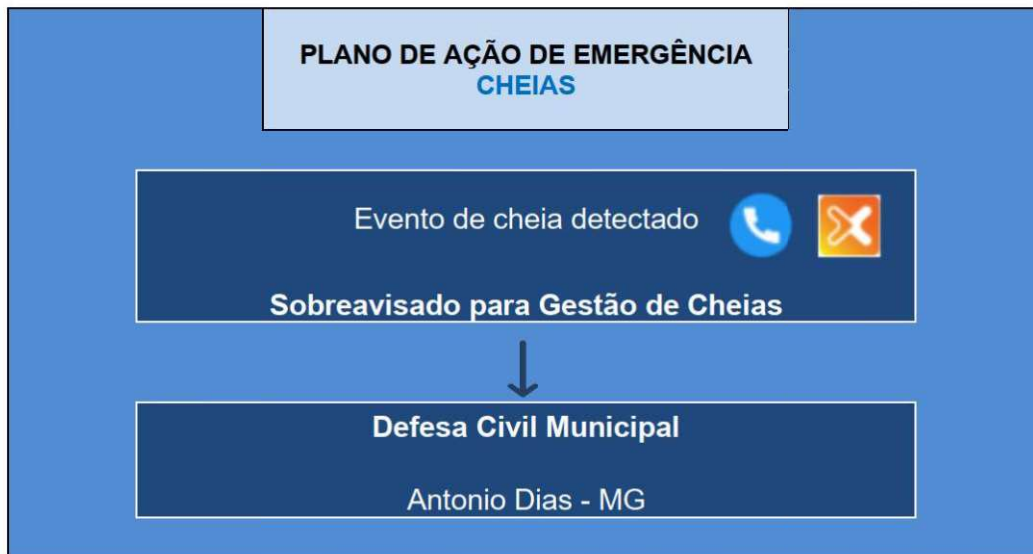 PLANO DE AÇÃO DE EMERGÊNCIA
CHEIAS
Evento de cheia detectado
Sobreavisado para Gestão de Cheias
Defesa Civil Municipal
Antonio Dias - MG